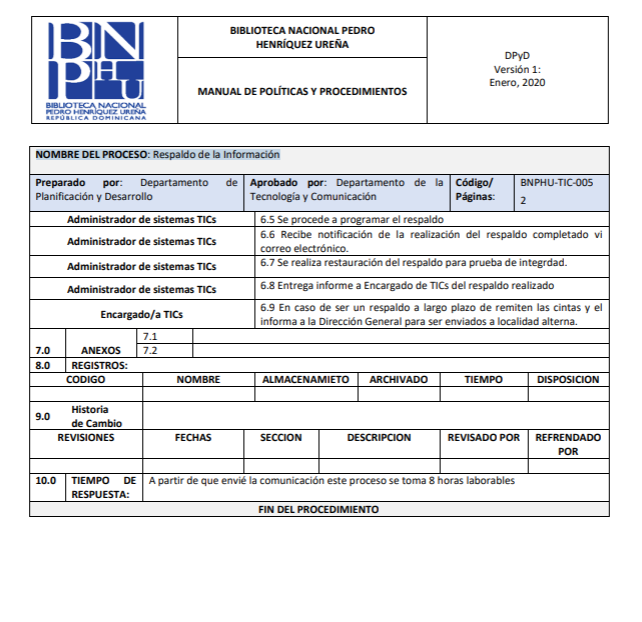 BNPHU
BIBLIOTECA NACIONAL
PEDRO HENRÍQUEZ UREÑA
REPÚBLICA DOMINICANA
BIBLIOTECA NACIONAL PEDRO
HENRÍQUEZ UREÑA
MANUAL DE POLÍTICAS Y PROCEDIMIENTOS
DPyD
Versión 1:
Enero, 2020
NOMBRE DEL PROCESO: Respaldo de la Información
Preparado por: Departamento de
Planificación y Desarrollo
Aprobado por: Departamento de la
Tecnología y Comunicación
Código/
Páginas:
BNPHU-TIC-005
2
Administrador de sistemas TICs
6.5 Se procede a programar el respaldo
Administrador de sistemas TICs
6.6 Recibe notificación de la realización del respaldo completado vi
correo electrónico.
Administrador de sistemas TICs
6.7 Se realiza restauración del respaldo para prueba de integrdad.
Administrador de sistemas TICs
6.8 Entrega informe a Encargado de TICs del respaldo realizado
Encargado/a TICs
6.9 En caso de ser un respaldo a largo plazo de remiten las cintas y el
informa a la Dirección General para ser enviados a localidad alterna.
7.0 ANEXOS
7.1
7.2
8.0 REGISTROS:
CODIGO NOMBRE ALMACENAMIETO ARCHIVADO TIEMPO DISPOSICION
9.0 Historia
de Cambio
REVISIONES FECHAS SECCION DESCRIPCION REVISADO POR REFRENDADO
POR
10.0 TIEMPO DE
RESPUESTA:
A partir de que envié la comunicación este proceso se toma 8 horas laborables
FIN DEL PROCEDIMIENTO